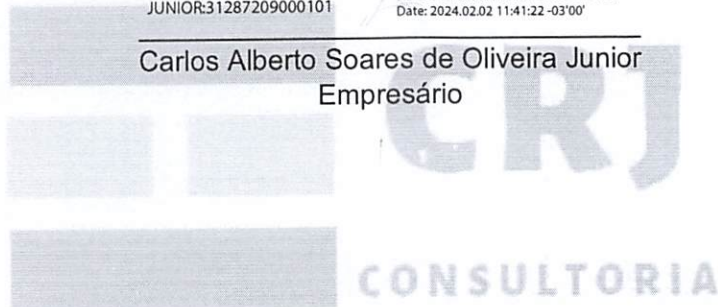 JUNIOR:31287209000101
Date: 2024.02.02 11:41:22 -03'00'
Carlos Alberto Soares de Oliveira Junior
Empresário
CRJ
CONSULTORIA